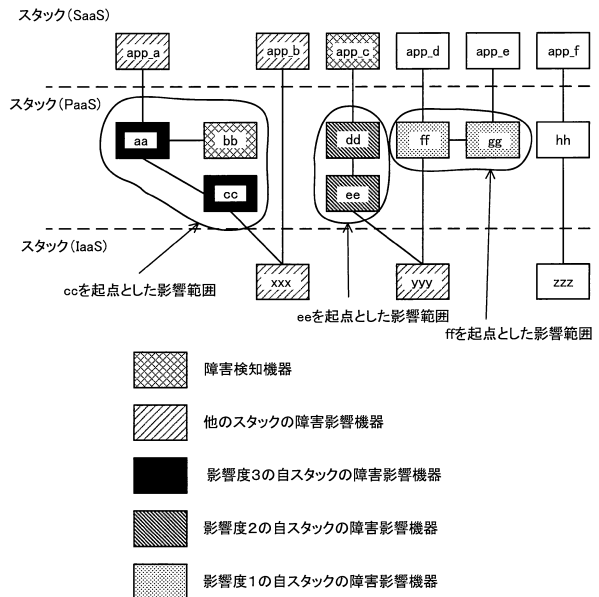 スタック(SaaS)
app_a
app_b
app_c
app_d
app_e
app_f
スタック(PaaS)
aa
bb
dd
ff
gg
hh
cc
ee
スタック(IaaS)
xxx
yyy
zzz
ccを起点とした影響範囲
eeを起点とした影響範囲
ffを起点とした影響範囲
障害検知機器
他のスタックの障害影響機器
影響度3の自スタックの障害影響機器
影響度2の自スタックの障害影響機器
影響度1の自スタックの障害影響機器